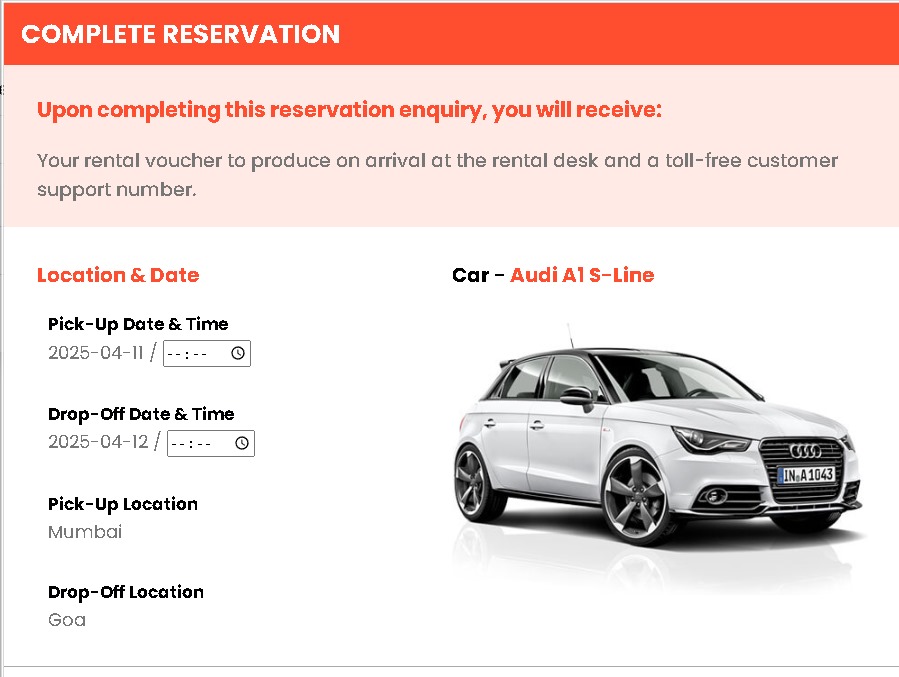 COMPLETE RESERVATION
Upon completing this reservation enquiry, you will receive:
Your rental voucher to produce on arrival at the rental desk and a toll-free customer
support number.
Location & Date
Car - Audi A1 S-Line
Pick-Up Date & Time
2025-04-11 / --:--
Drop-Off Date & Time
2025-04-12 / --:--
Pick-Up Location
Mumbai
Drop-Off Location
Goa
IN A1043